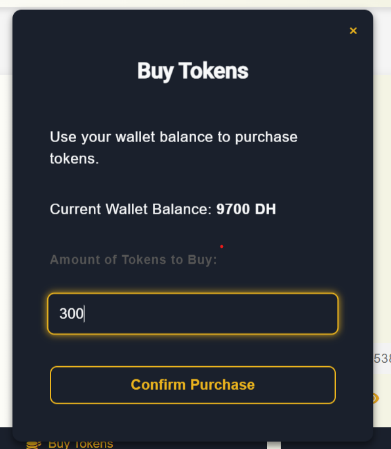 ×
Buy Tokens
Use your wallet balance to purchase
tokens.
Current Wallet Balance: 9700 DH
Amount of Tokens to Buy:
300
Confirm Purchase
538
Buy Tokens